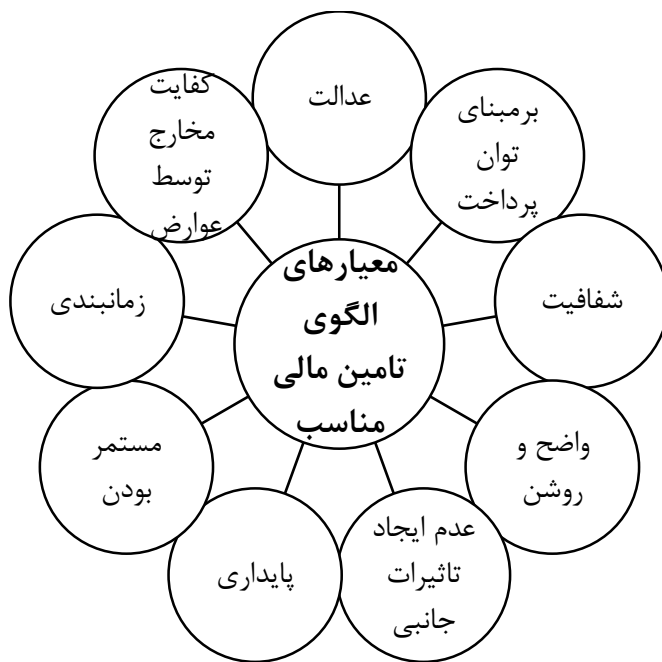 معیارهای
الگوی
تامین مالی
مناسب
عدالت
برمبنای
توان
پرداخت
شفافیت
واضح و
روشن
عدم ایجاد
تاثیرات
جانبی
پایداری
مستمر
بودن
زمانبندی
کفایت
مخارج
توسط
عوارض